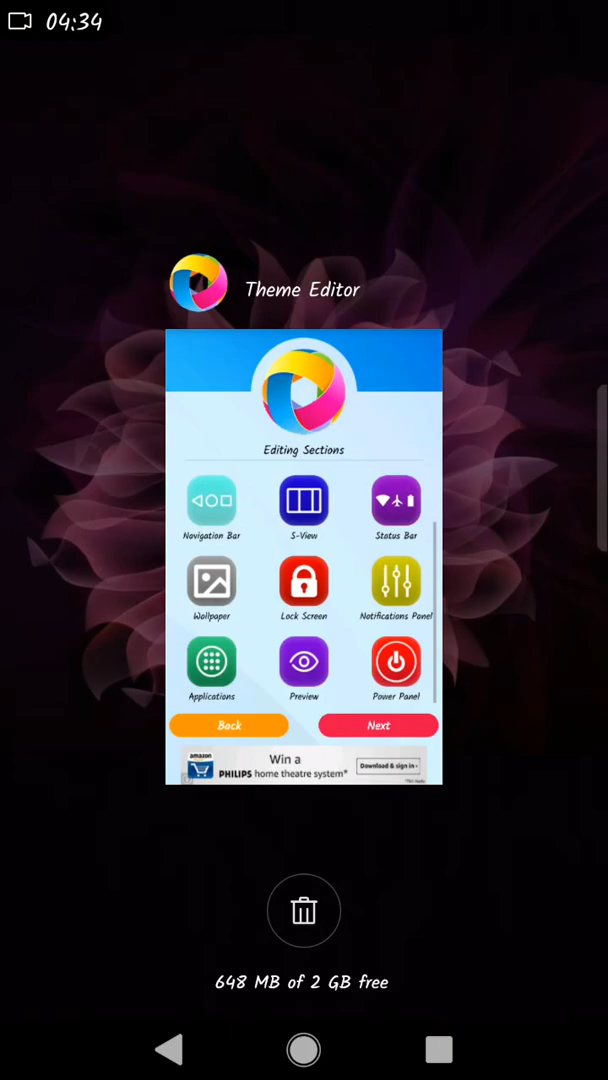 04:34
Theme Editor
Editing Sections
Navigation Bar
S-View
Status Bar
Wallpaper
Lock Screen
Notifications Panel
Applications
Preview
Power Panel
Back
Next
amazon
Win a
PHILIPS home theatre system*
Download & sign in ›
648 MB of 2 GB free